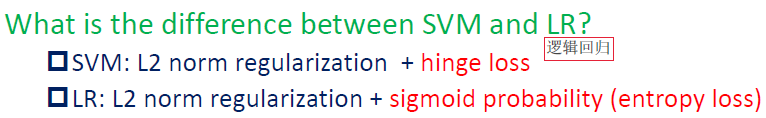 What is the difference between SVM and LR?
逻辑回归
SVM: L2 norm regularization + hinge loss
LR: L2 norm regularization + sigmoid probability (entropy loss)